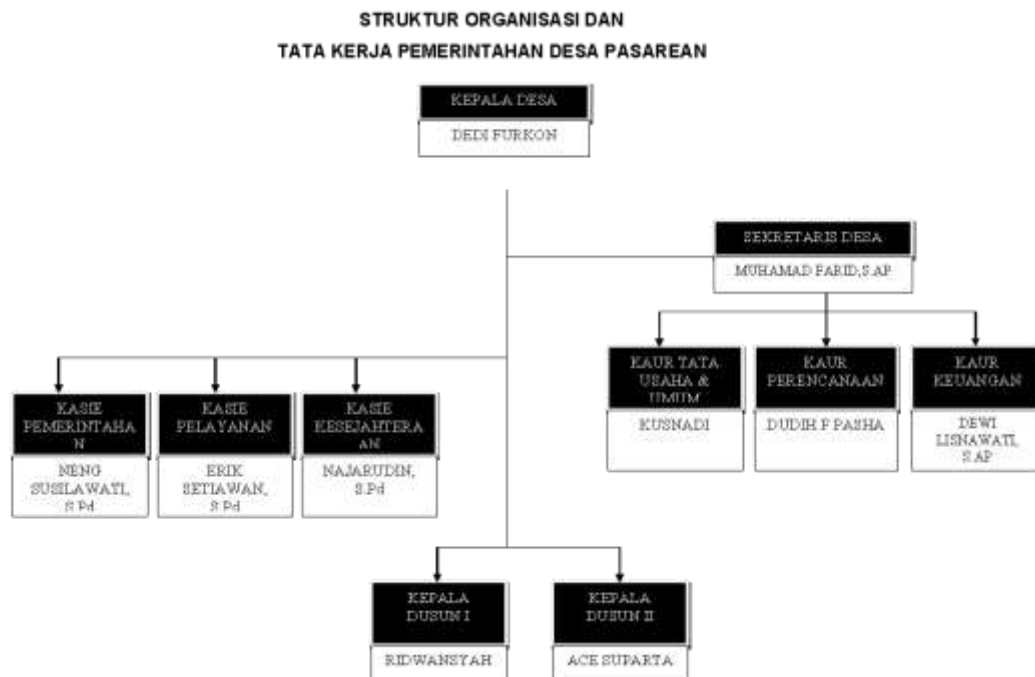 STRUKTUR ORGANISASI DAN
TATA KERJA PEMERINTAHAN DESA PASAREAN
KEPALA DESA
DEDI FURKON
SEKRETARIS DESA
MUHAMAD FARID,S.AP
KAUR TATA
USAHA &
UMUM
KUSNADI
KAUR
PERENCANAAN
DUDIH F PASHA
KAUR
KEUANGAN
DEWI
LISNAWATI,
S.AP
KASIE
PEMERINTAHA
N
NENG
SUSILAWATI,
S.Pd
KASIE
PELAYANAN
ERIK
SETIAWAN,
S.Pd
KASIE
KESEJAHTERA
AN
NAJARUDIN,
S.Pd
KEPALA
DUSUN I
RIDWANSYAH
KEPALA
DUSUN II
ACE SUPARTA